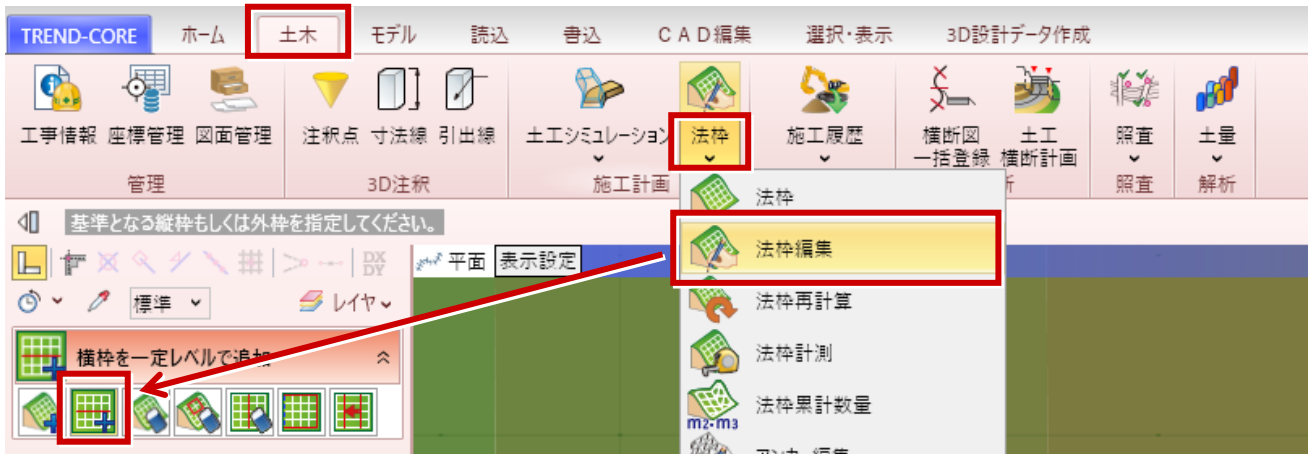 TREND-CORE ホーム 土木 モデル 読込 書込 CAD編集 選択・表示 3D設計データ作成
工事情報 座標管理 図面管理 注釈点 寸法線 引出線 土工シミュレーション 法枠 施工履歴 横断図 土工 照査 土量
一括登録 横断計画
管理 3D注釈 施工計画 照査 解析
基準となる縦枠もしくは外枠を指定してください。
DX
DY
平面 表示設定
標準 レイヤ
横枠を一定レベルで追加
法枠
法枠編集
法枠再計算
法枠計測
法枠累計数量
m2・m3